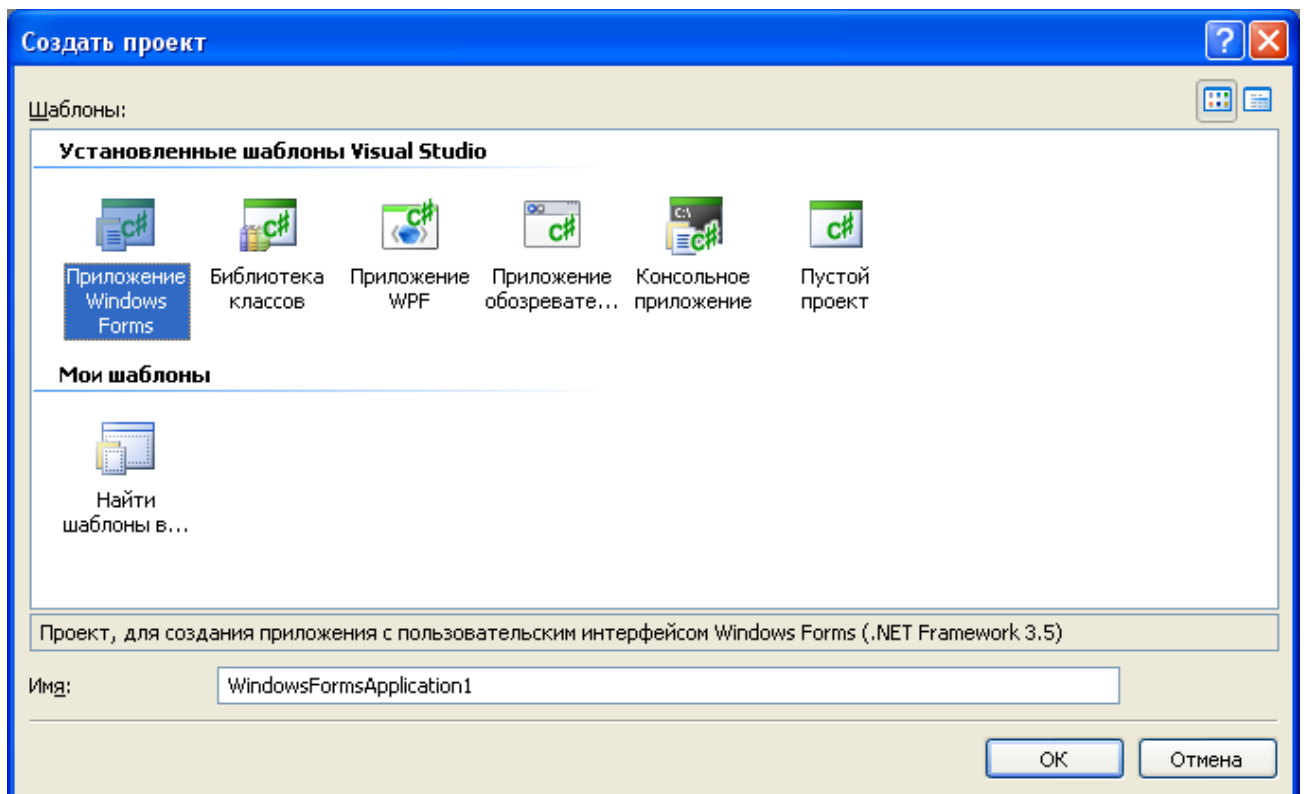 Создать проект
Шаблоны:
Установленные шаблоны Visual Studio
Приложение Windows Forms
Библиотека классов
Приложение WPF
Приложение обозревате...
Консольное приложение
Пустой проект
Мои шаблоны
Найти шаблоны в...
Проект, для создания приложения с пользовательским интерфейсом Windows Forms (.NET Framework 3.5)
Имя:
WindowsFormsApplication1
ОК
Отмена